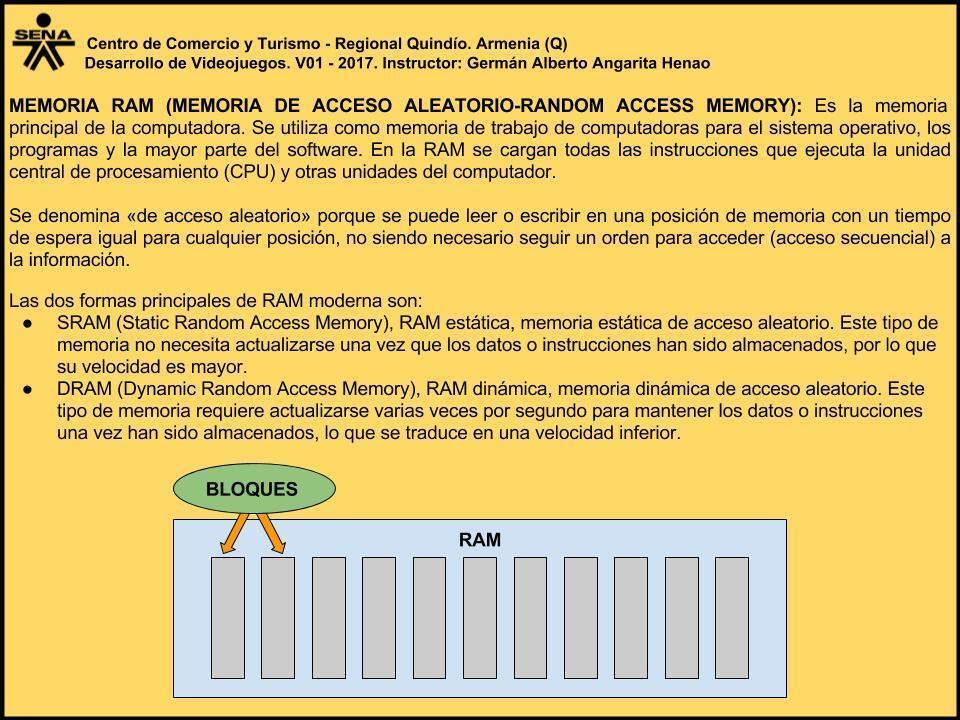 SENA
Centro de Comercio y Turismo - Regional Quindío. Armenia (Q)
Desarrollo de Videojuegos. V01 - 2017. Instructor: Germán Alberto Angarita Henao
MEMORIA RAM (MEMORIA DE ACCESO ALEATORIO-RANDOM ACCESS MEMORY): Es la memoria
principal de la computadora. Se utiliza como memoria de trabajo de computadoras para el sistema operativo, los
programas y la mayor parte del software. En la RAM se cargan todas las instrucciones que ejecuta la unidad
central de procesamiento (CPU) y otras unidades del computador.
Se denomina «de acceso aleatorio» porque se puede leer o escribir en una posición de memoria con un tiempo
de espera igual para cualquier posición, no siendo necesario seguir un orden para acceder (acceso secuencial) a
la información.
Las dos formas principales de RAM moderna son:
● SRAM (Static Random Access Memory), RAM estática, memoria estática de acceso aleatorio. Este tipo de
memoria no necesita actualizarse una vez que los datos o instrucciones han sido almacenados, por lo que
su velocidad es mayor.
● DRAM (Dynamic Random Access Memory), RAM dinámica, memoria dinámica de acceso aleatorio. Este
tipo de memoria requiere actualizarse varias veces por segundo para mantener los datos o instrucciones
una vez han sido almacenados, lo que se traduce en una velocidad inferior.
BLOQUES
RAM